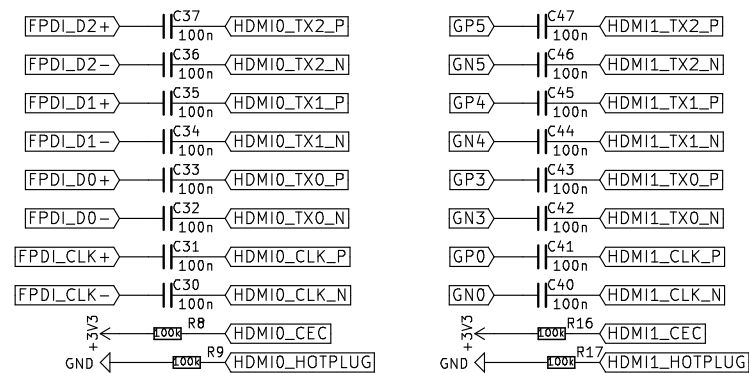 FPDI_D2+ C37 100n HDMI0_TX2_P
FPDI_D2- C36 100n HDMI0_TX2_N
FPDI_D1+ C35 100n HDMI0_TX1_P
FPDI_D1- C34 100n HDMI0_TX1_N
FPDI_D0+ C33 100n HDMI0_TX0_P
FPDI_D0- C32 100n HDMI0_TX0_N
FPDI_CLK+ C31 100n HDMI0_CLK_P
FPDI_CLK- C30 100n HDMI0_CLK_N
+3V3 100k R8 HDMI0_CEC
GND 100k R9 HDMI0_HOTPLUG
GP5 C47 100n HDMI1_TX2_P
GN5 C46 100n HDMI1_TX2_N
GP4 C45 100n HDMI1_TX1_P
GN4 C44 100n HDMI1_TX1_N
GP3 C43 100n HDMI1_TX0_P
GN3 C42 100n HDMI1_TX0_N
GP0 C41 100n HDMI1_CLK_P
GN0 C40 100n HDMI1_CLK_N
+3V3 100k R16 HDMI1_CEC
GND 100k R17 HDMI1_HOTPLUG